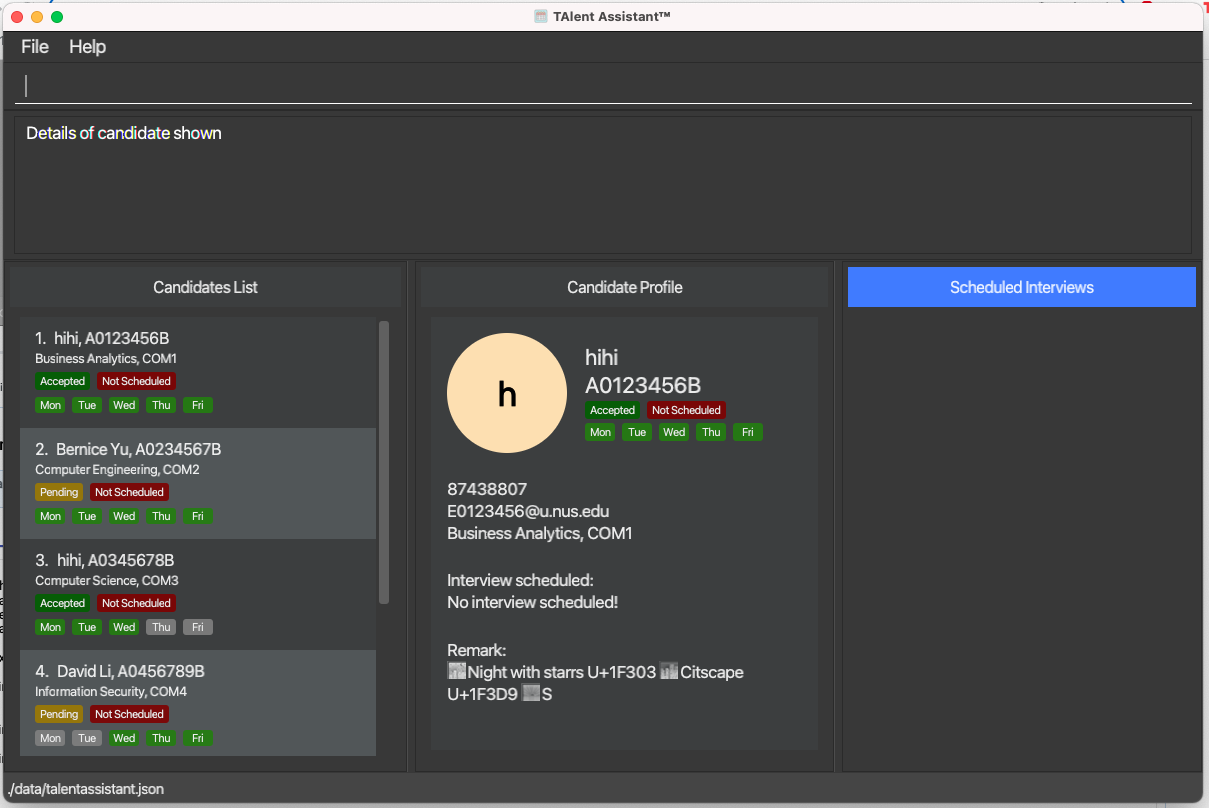 TAlent Assistant™
File Help
Details of candidate shown
Candidates List
1. hihi, A0123456B
Business Analytics, COM1
Accepted Not Scheduled
Mon Tue Wed Thu Fri
2. Bernice Yu, A0234567B
Computer Engineering, COM2
Pending Not Scheduled
Mon Tue Wed Thu Fri
3. hihi, A0345678B
Computer Science, COM3
Accepted Not Scheduled
Mon Tue Wed Thu Fri
4. David Li, A0456789B
Information Security, COM4
Pending Not Scheduled
Mon Tue Wed Thu Fri
Candidate Profile
h
hihi
A0123456B
Accepted Not Scheduled
Mon Tue Wed Thu Fri
87438807
E0123456@u.nus.edu
Business Analytics, COM1
Interview scheduled:
No interview scheduled!
Remark:
Night with starrs U+1F303 Citscape
U+1F3D9 S
Scheduled Interviews
./data/talentassistant.json